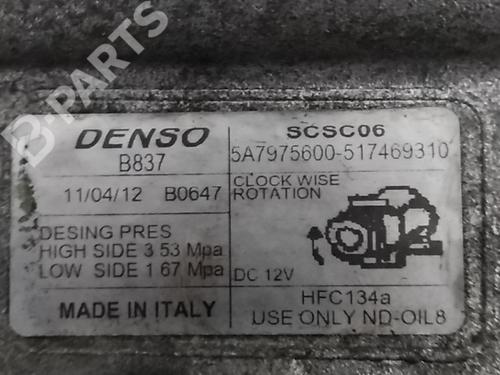 B-PARTS
DENSO
B837
11/04/12 B0647
DESING PRES
HIGH SIDE 3 53 Mpa
LOW SIDE 1 67 Mpa
MADE IN ITALY
SCSC06
5A7975600-517469310
CLOCK WISE
ROTATION
DC 12V
HFC134a
USE ONLY ND-OIL8